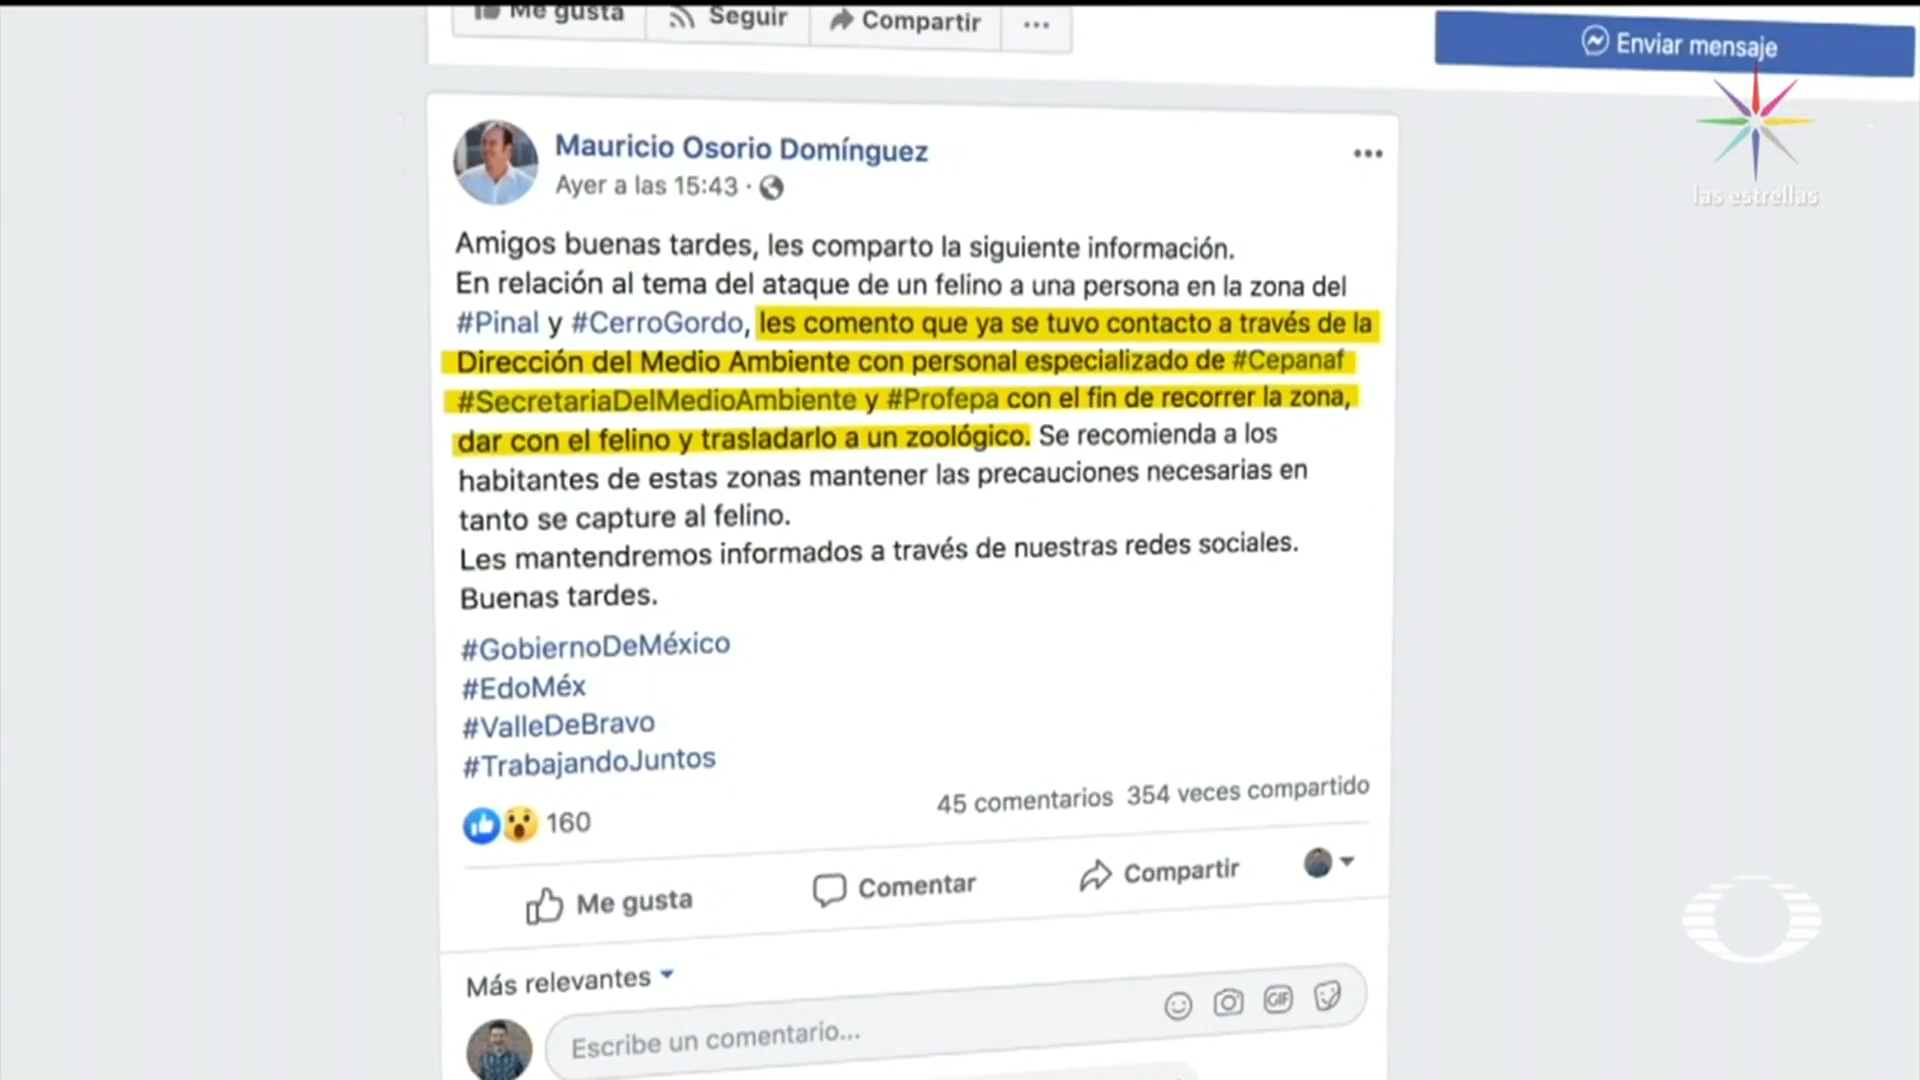 Me gusta
Seguir
Compartir
Enviar mensaje
las estrellas
Mauricio Osorio Domínguez
Ayer a las 15:43 ·
Amigos buenas tardes, les comparto la siguiente información.
En relación al tema del ataque de un felino a una persona en la zona del
#Pinal y #CerroGordo, les comento que ya se tuvo contacto a través de la
Dirección del Medio Ambiente con personal especializado de #Cepanaf
#SecretariaDelMedioAmbiente y #Profepa con el fin de recorrer la zona,
dar con el felino y trasladarlo a un zoológico. Se recomienda a los
habitantes de estas zonas mantener las precauciones necesarias en
tanto se capture al felino.
Les mantendremos informados a través de nuestras redes sociales.
Buenas tardes.
#GobiernoDeMéxico
#EdoMéx
#ValleDeBravo
#TrabajandoJuntos
160
45 comentarios 354 veces compartido
Me gusta
Comentar
Compartir
Más relevantes
Escribe un comentario...
GIF